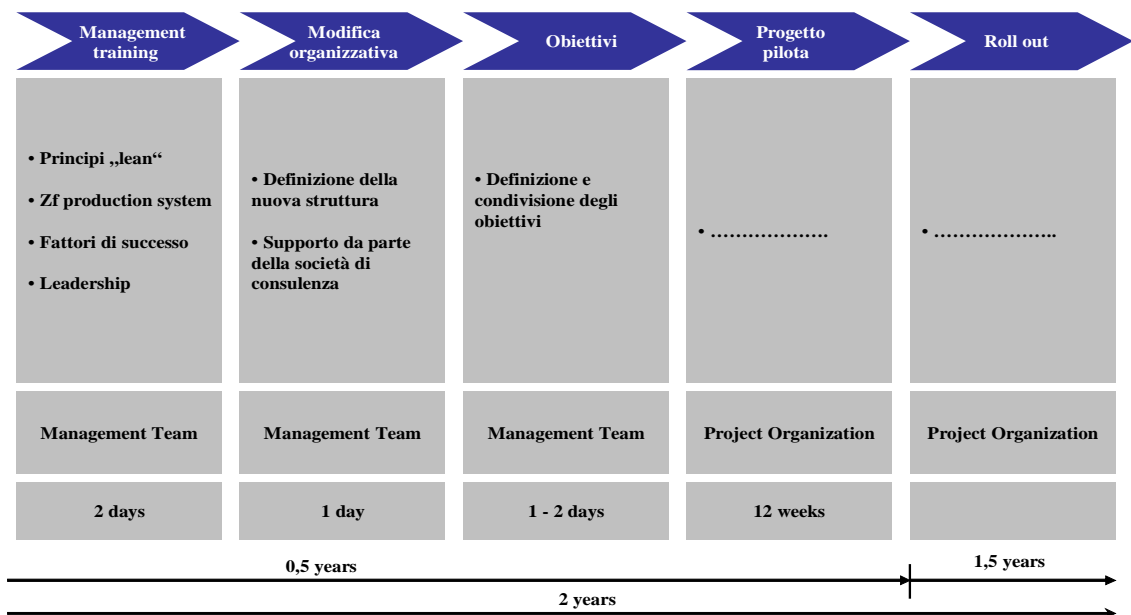 Management
training
Modifica
organizzativa
Obiettivi
Progetto
pilota
Roll out
• Principi „lean“
• Zf production system
• Fattori di successo
• Leadership
• Definizione della
nuova struttura
• Supporto da parte
della società di
consulenza
• Definizione e
condivisione degli
obiettivi
• ……………….
• ………………..
Management Team
Management Team
Management Team
Project Organization
Project Organization
2 days
1 day
1 - 2 days
12 weeks
0,5 years
1,5 years
2 years